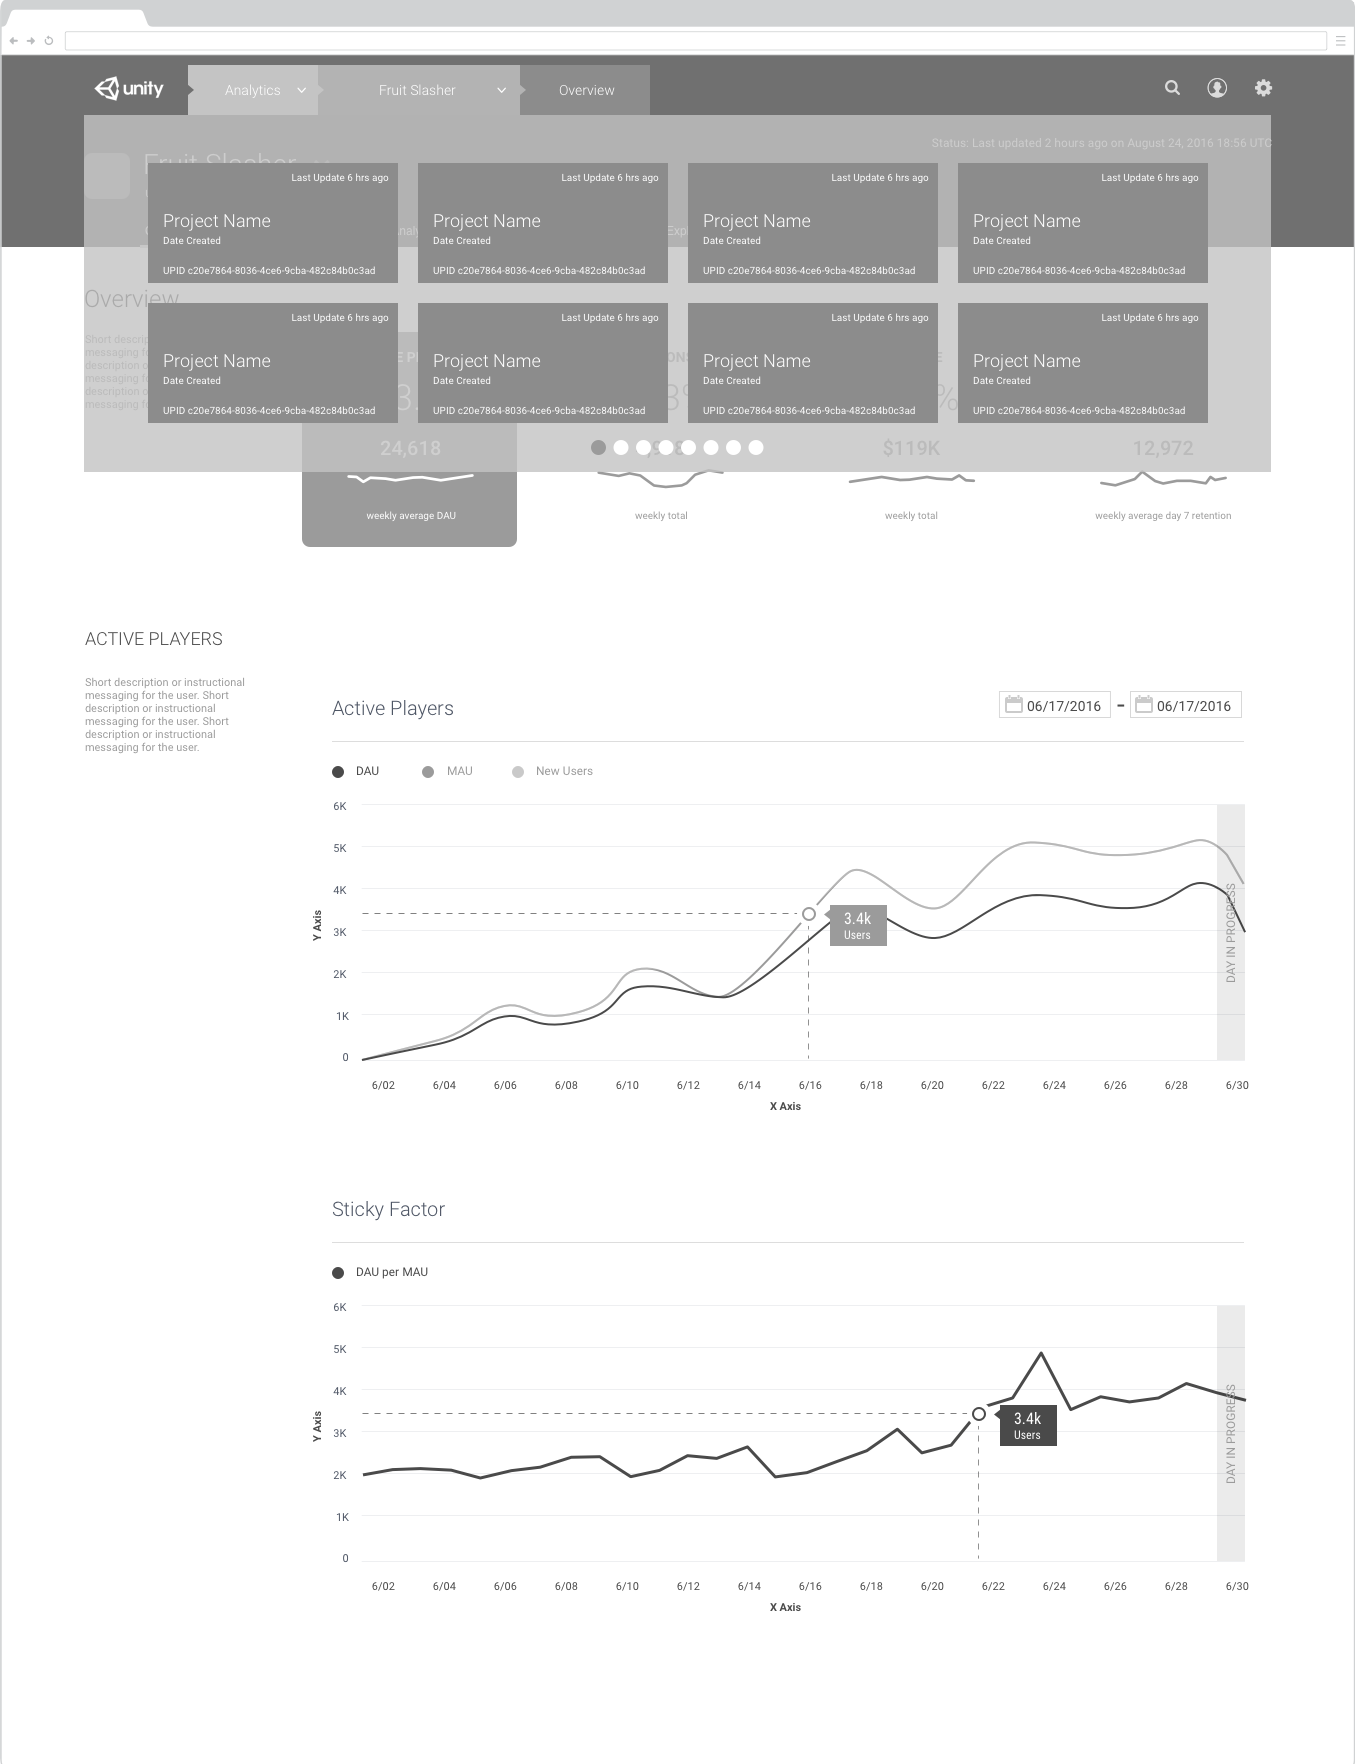 unity
Analytics
Fruit Slasher
Overview
Status: Last updated 2 hours ago on August 24, 2016 18:56 UTC
Fruit Slasher
Last Update 6 hrs ago
Project Name
Date Created
UPID c20e7864-8036-4ce6-9cba-482c84b0c3ad
Last Update 6 hrs ago
Project Name
Date Created
UPID c20e7864-8036-4ce6-9cba-482c84b0c3ad
Last Update 6 hrs ago
Project Name
Date Created
UPID c20e7864-8036-4ce6-9cba-482c84b0c3ad
Last Update 6 hrs ago
Project Name
Date Created
UPID c20e7864-8036-4ce6-9cba-482c84b0c3ad
Overview
Short
messaging
description
messaging
description
messaging
Last Update 6 hrs ago
Project Name
Date Created
UPID c20e7864-8036-4ce6-9cba-482c84b0c3ad
Last Update 6 hrs ago
Project Name
Date Created
UPID c20e7864-8036-4ce6-9cba-482c84b0c3ad
Last Update 6 hrs ago
Project Name
Date Created
UPID c20e7864-8036-4ce6-9cba-482c84b0c3ad
Last Update 6 hrs ago
Project Name
Date Created
UPID c20e7864-8036-4ce6-9cba-482c84b0c3ad
24,618
$119K
12,972
weekly average DAU
weekly total
weekly total
weekly average day 7 retention
ACTIVE PLAYERS
Short description or instructional
messaging for the user. Short
description or instructional
messaging for the user. Short
description or instructional
messaging for the user.
Active Players
06/17/2016 - 06/17/2016
DAU MAU New Users
6K
5K
4K
3K
2K
1K
0
Y Axis
3.4k
Users
DAY IN PROGRESS
6/02 6/04 6/06 6/08 6/10 6/12 6/14 6/16 6/18 6/20 6/22 6/24 6/26 6/28 6/30
X Axis
Sticky Factor
DAU per MAU
6K
5K
4K
3K
2K
1K
0
Y Axis
3.4k
Users
DAY IN PROGRESS
6/02 6/04 6/06 6/08 6/10 6/12 6/14 6/16 6/18 6/20 6/22 6/24 6/26 6/28 6/30
X Axis